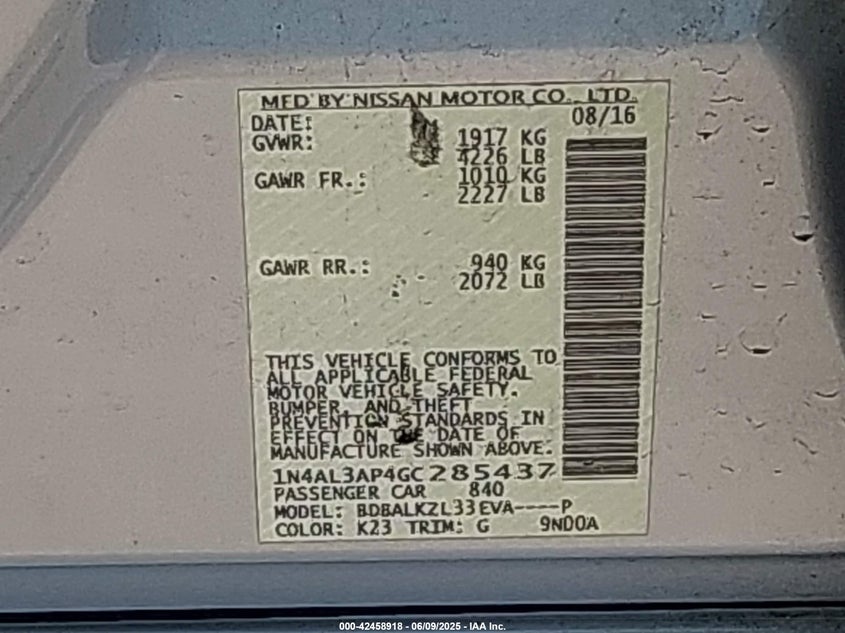 MFD BY NISSAN MOTOR CO., LTD.
DATE: 08/16
GVWR: 1917 KG
4226 LB
GAWR FR.: 1010 KG
2227 LB
GAWR RR.: 940 KG
2072 LB
THIS VEHICLE CONFORMS TO
ALL APPLICABLE FEDERAL
MOTOR VEHICLE SAFETY,
BUMPER, AND THEFT
PREVENTION STANDARDS IN
EFFECT ON THE DATE OF
MANUFACTURE SHOWN ABOVE.
1N4AL3AP4GC285437
PASSENGER CAR 840
MODEL: BDBALKZL33EVA----P
COLOR: K23 TRIM: G 9ND0A
000-42458918 - 06/09/2025 - IAA Inc.